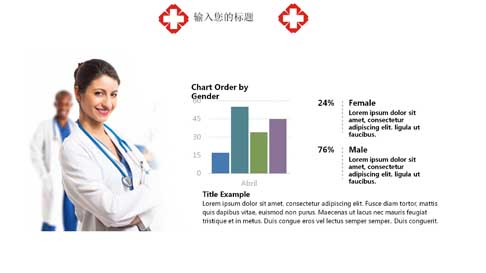 输入您的标题
Chart Order by
Gender
60
45
30
15
0
Abril
24%
Female
Lorem ipsum dolor sit
amet, consectetur
adipiscing elit. ligula ut
faucibus.
76%
Male
Lorem ipsum dolor sit
amet, consectetur
adipiscing elit. ligula ut
faucibus.
Title Example
Lorem ipsum dolor sit amet, consectetur adipiscing elit. Fusce diam tortor, mattis
quis dapibus vitae, euismod non purus. Maecenas ut lacus nec mauris feugiat
tristique et in metus. Duis congue eros vel lectus semper semper.. Duis conguerit.